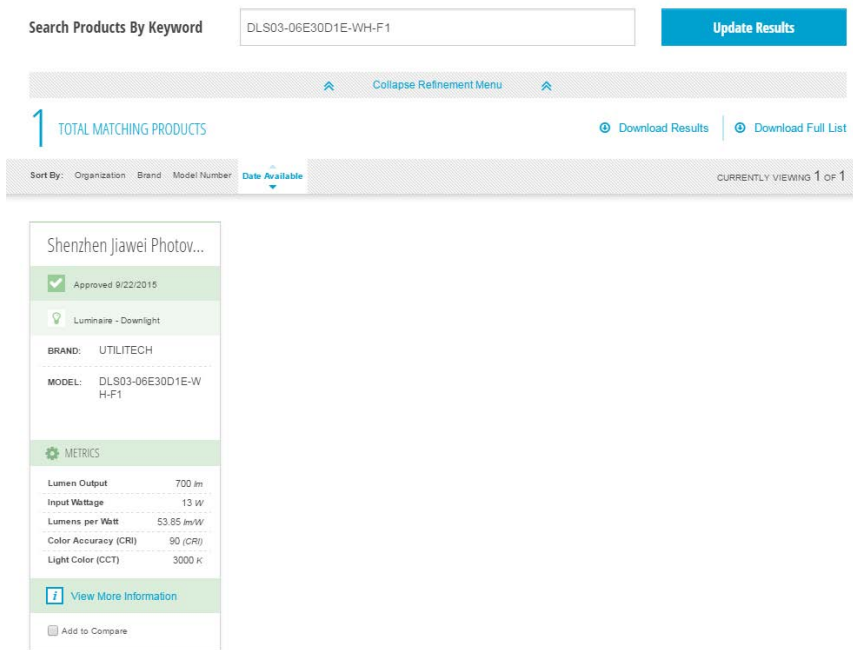 Search Products By Keyword DLS03-06E30D1E-WH-F1 Update Results
Collapse Refinement Menu
1 TOTAL MATCHING PRODUCTS Download Results Download Full List
Sort By: Organization Brand Model Number Date Available CURRENTLY VIEWING 1 OF 1
Shenzhen Jiawei Photov...
Approved 9/22/2015
Luminaire - Downlight
BRAND: UTILITECH
MODEL: DLS03-06E30D1E-W
H-F1
METRICS
Lumen Output 700 lm
Input Wattage 13 W
Lumens per Watt 53.85 lm/W
Color Accuracy (CRI) 90 (CRI)
Light Color (CCT) 3000 K
i View More Information
Add to Compare